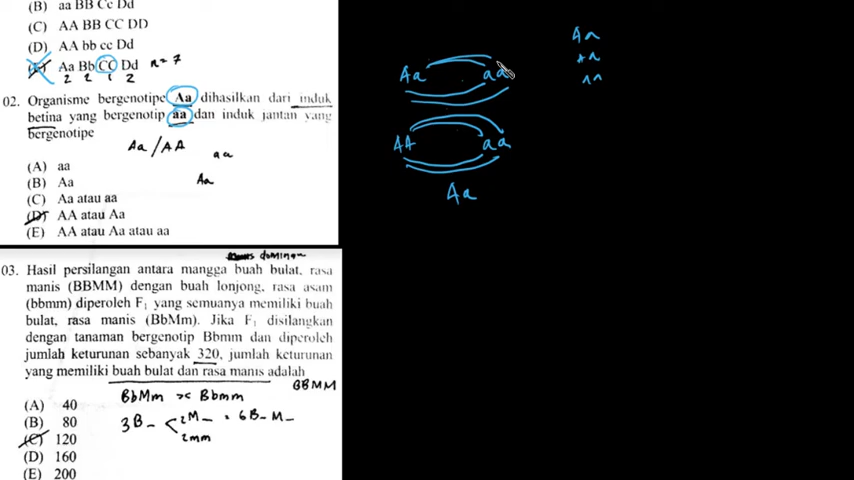 (B) aa BB Cc Dd
(C) AA BB CC DD
(D) AA bb cc Dd
Aa Bb CC Dd n = 7
2 2 1 2
02. Organisme bergenotipe Aa dihasilkan dari induk
betina yang bergenotip aa dan induk jantan yang
bergenotipe
Aa / AA
aa
(A) aa
(B) Aa
Aa
(C) Aa atau aa
(D) AA atau Aa
(E) AA atau Aa atau aa
dominan
03. Hasil persilangan antara mangga buah bulat, rasa
manis (BBMM) dengan buah lonjong, rasa asam
(bbmm) diperoleh F1 yang semuanya memiliki buah
bulat, rasa manis (BbMm). Jika F1 disilangkan
dengan tanaman bergenotip Bbmm dan diperoleh
jumlah keturunan sebanyak 320, jumlah keturunan
yang memiliki buah bulat dan rasa manis adalah
BBMM
BbMm >< Bbmm
3B_ < 2M_ = 6B_M_
2mm
(A) 40
(B) 80
(C) 120
(D) 160
(E) 200
Aa aa
AA aa
Aa
Aa